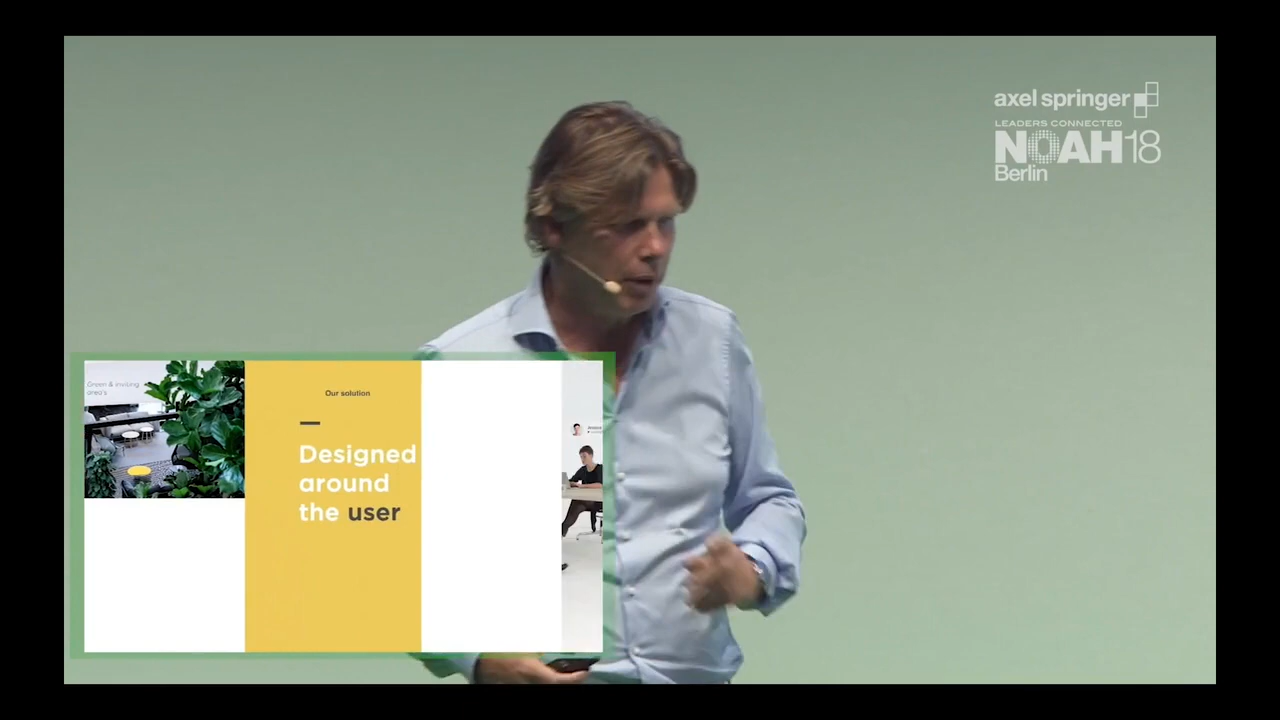 axel springer
LEADERS CONNECTED
NOAH18
Berlin
Green & inviting
area's
Our solution
Designed
around
the user